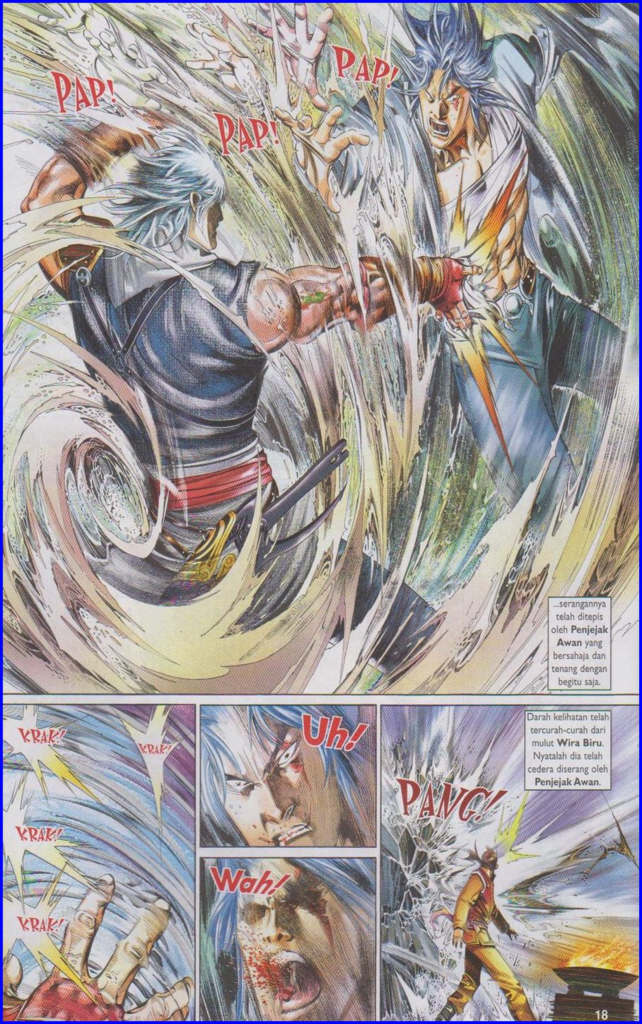 PAP!
PAP!
PAP!
...serangannya
telah ditepis
oleh Penjejak
Awan yang
bersahaja dan
tenang dengan
begitu saja.
KRAK!
KRAK!
KRAK!
KRAK!
Uh!
Wah!
Darah kelihatan telah
tercurah-curah dari
mulut Wira Biru.
Nyatalah dia telah
cedera diserang oleh
Penjejak Awan.
PANG!
18